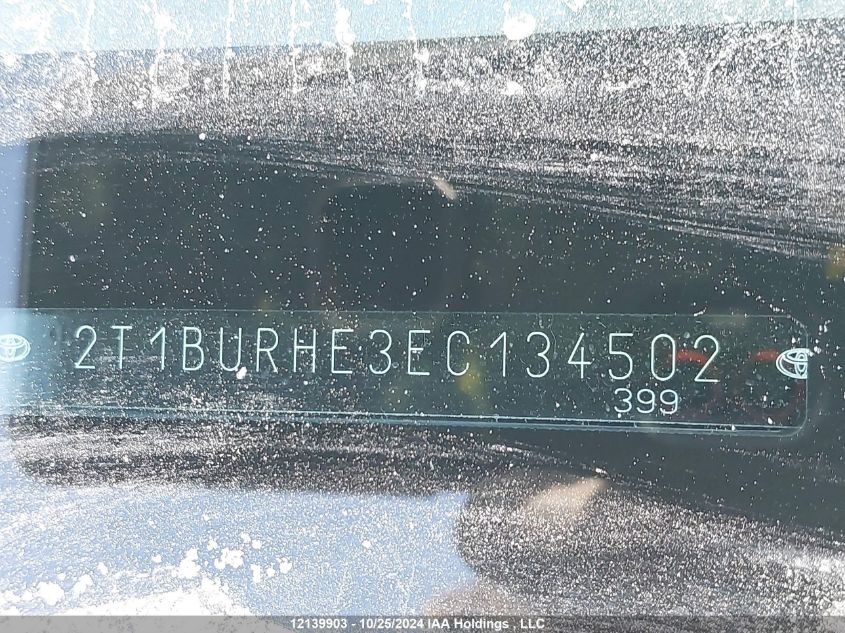 2T1BURHE3EC134502
399
12139903 - 10/25/2024 IAA Holdings , LLC